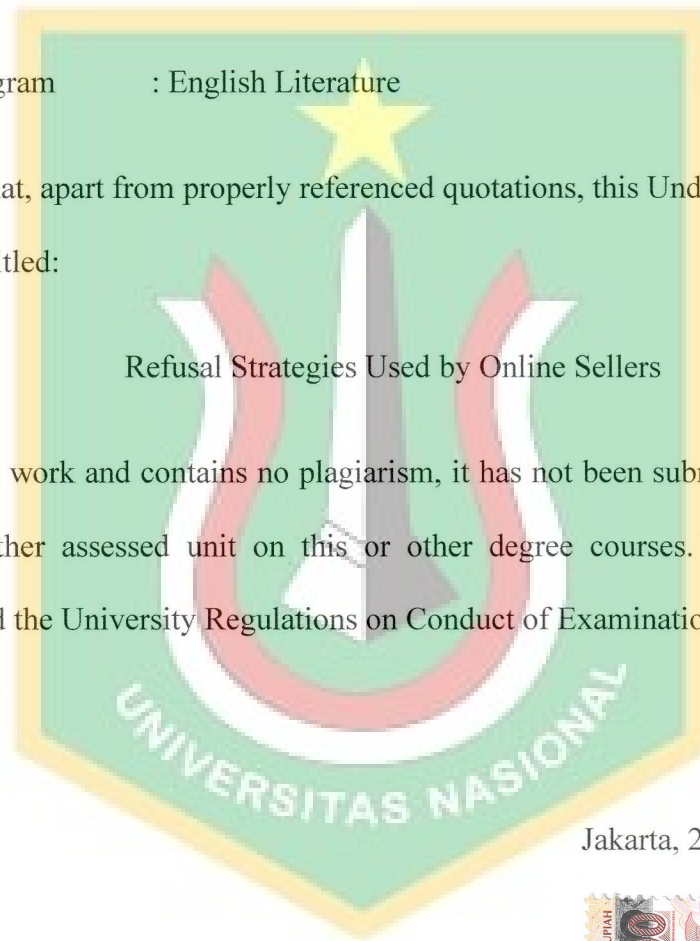 gram : English Literature
at, apart from properly referenced quotations, this Und
itled:
Refusal Strategies Used by Online Sellers
work and contains no plagiarism, it has not been subm
ther assessed unit on this or other degree courses.
d the University Regulations on Conduct of Examinatio
UNIVERSITAS NASIONAL
Jakarta, 2